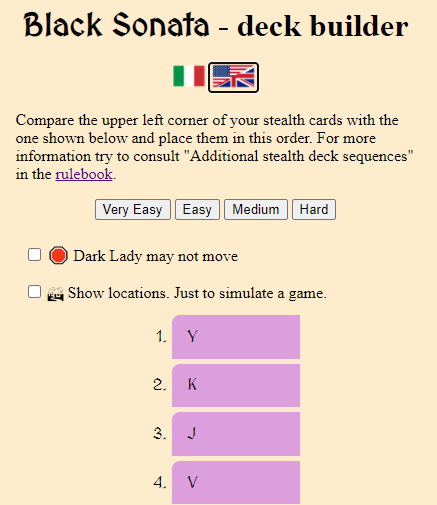 Black Sonata - deck builder
Compare the upper left corner of your stealth cards with the
one shown below and place them in this order. For more
information try to consult "Additional stealth deck sequences"
in the rulebook.
Very Easy Easy Medium Hard
Dark Lady may not move
Show locations. Just to simulate a game.
1. Y
2. K
3. J
4. V